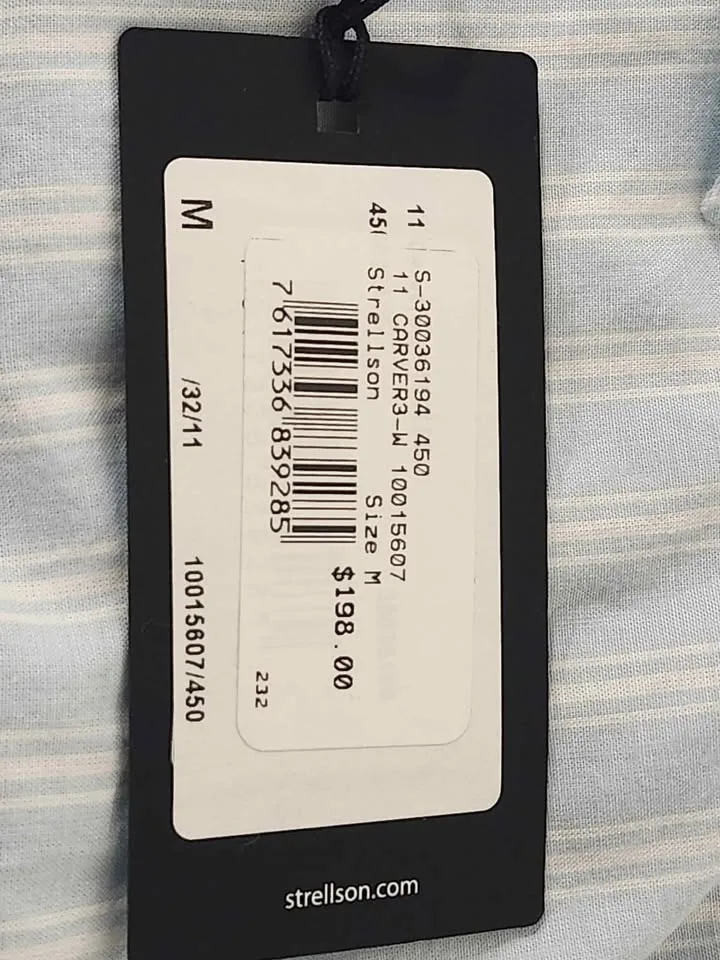 11
45
S-30036194 450
11 CARVER3-W 10015607
Strellson Size M
$198.00
7 617336 839285
232
M /32/11 10015607/450
strellson.com